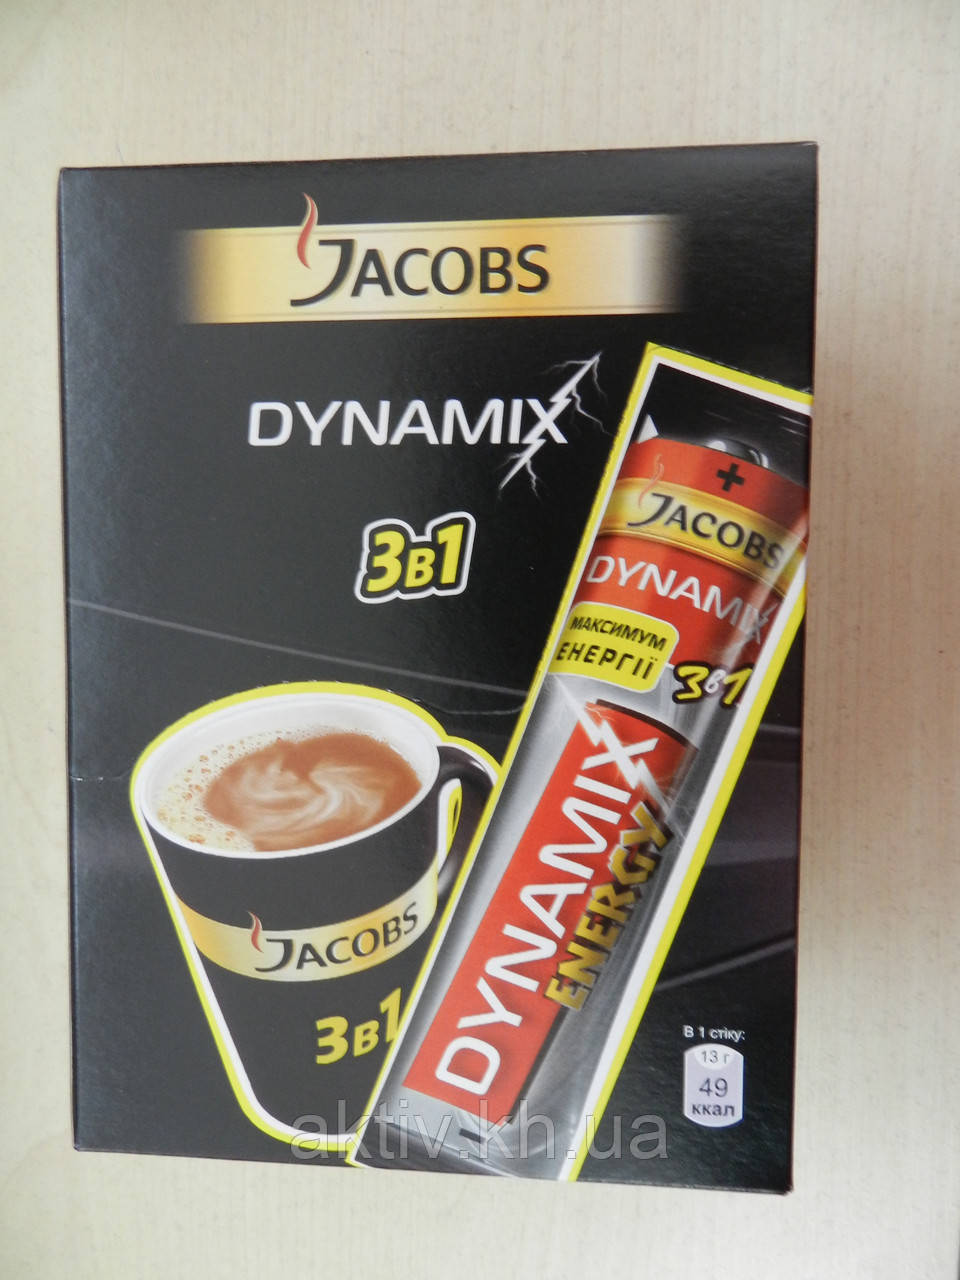 JACOBS
DYNAMIX
3в1
+
JACOBS
DYNAMIX
МАКСИМУМ
ЕНЕРГІЇ
3в1
DYNAMIX
ENERGY
JACOBS
3в1
В 1 стіку:
13 г
49
ккал
aktiv.kh.ua